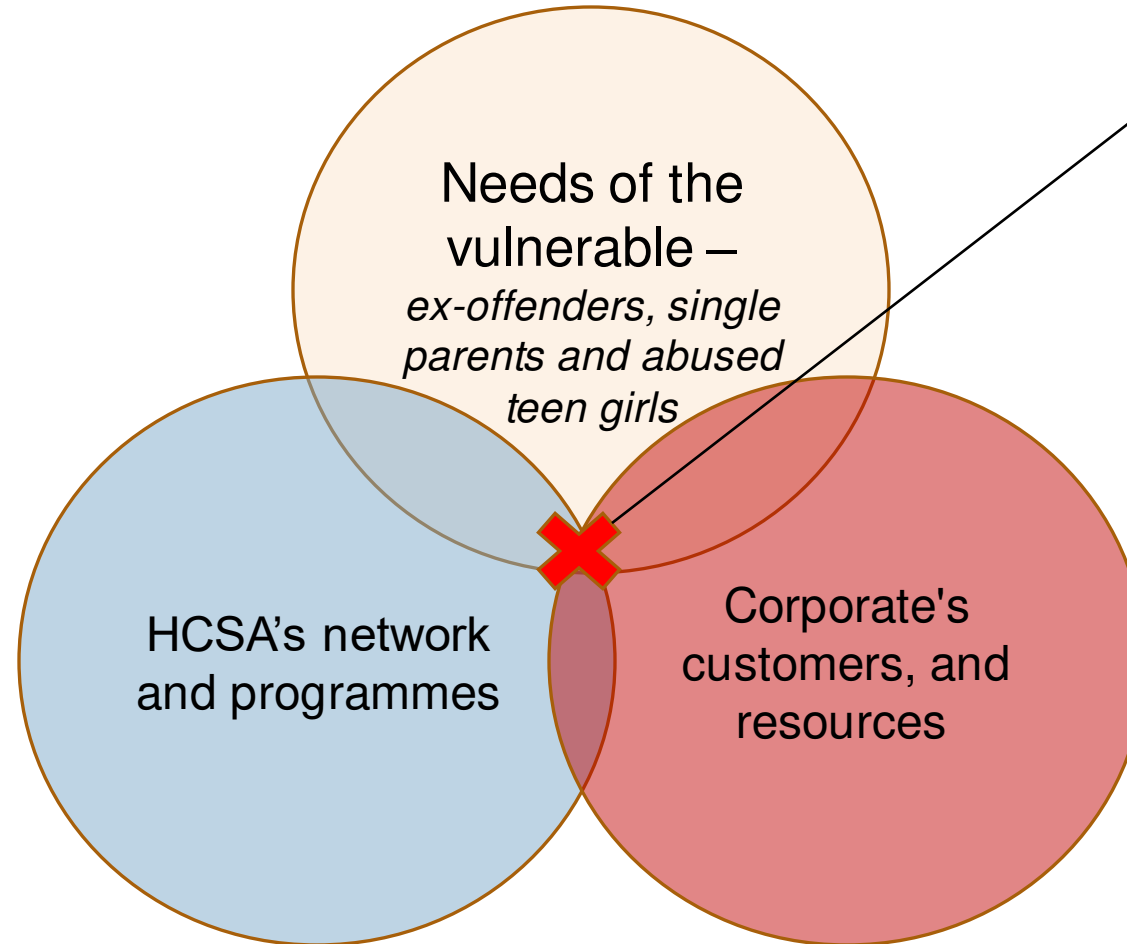 Needs of the
vulnerable –
ex-offenders, single
parents and abused
teen girls
HCSA’s network
and programmes
Corporate's
customers, and
resources